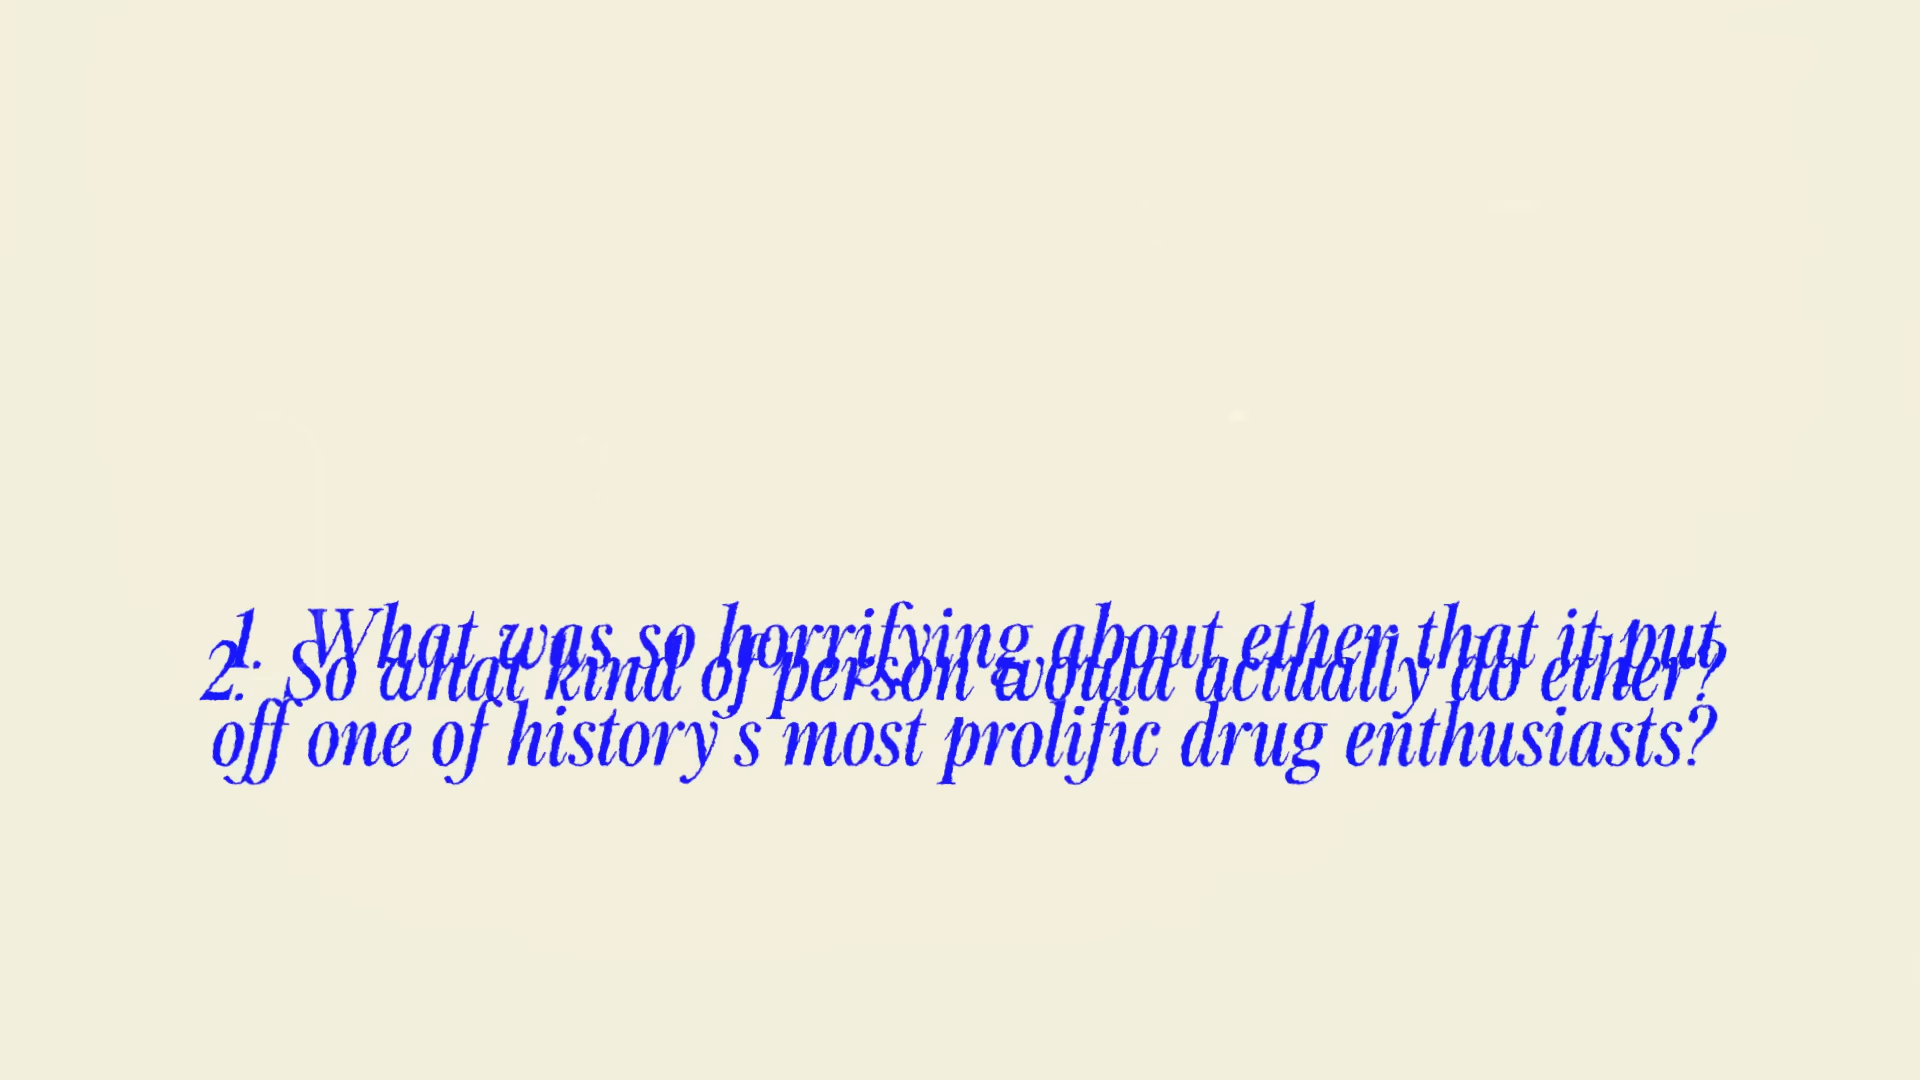 1. What was so horrifying about ether that it put
off one of history's most prolific drug enthusiasts?
2. So what kind of person would actually do ether?